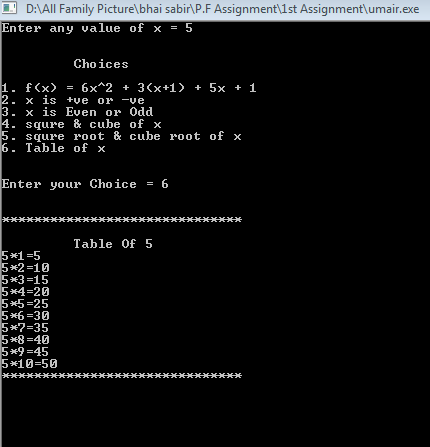 D:\All Family Picture\bhai sabir\P.F Assignment\1st Assignment\umair.exe
Enter any value of x = 5
Choices
1. f(x) = 6x^2 + 3(x+1) + 5x + 1
2. x is +ve or -ve
3. x is Even or Odd
4. squre & cube of x
5. squre root & cube root of x
6. Table of x
Enter your Choice = 6
******************************
Table Of 5
5*1=5
5*2=10
5*3=15
5*4=20
5*5=25
5*6=30
5*7=35
5*8=40
5*9=45
5*10=50
******************************